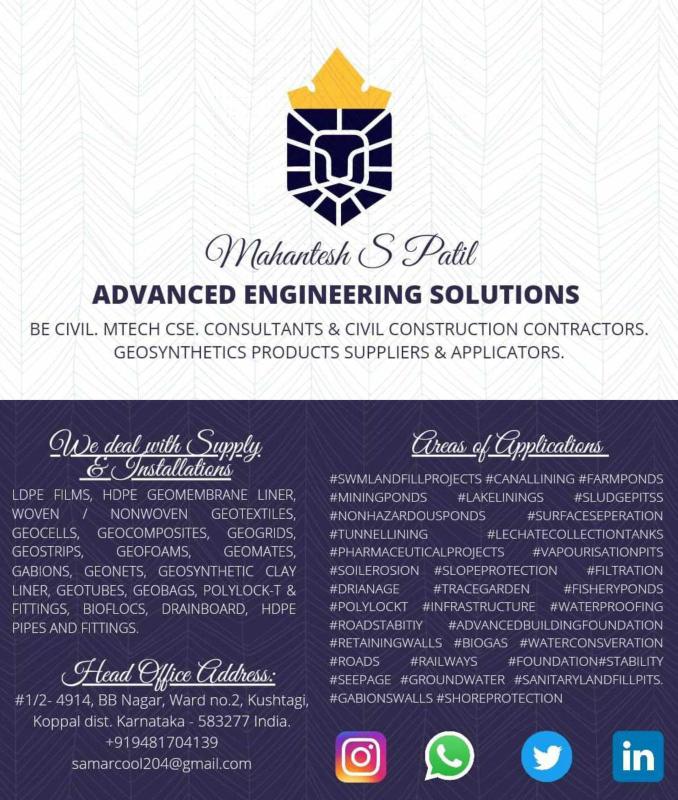 Mahantesh S Patil
ADVANCED ENGINEERING SOLUTIONS
BE CIVIL. MTECH CSE. CONSULTANTS & CIVIL CONSTRUCTION CONTRACTORS.
GEOSYNTHETICS PRODUCTS SUPPLIERS & APPLICATORS.
We deal with Supply
& Installations
LDPE FILMS, HDPE GEOMEMBRANE LINER,
WOVEN / NONWOVEN GEOTEXTILES,
GEOCELLS, GEOCOMPOSITES, GEOGRIDS,
GEOSTRIPS, GEOFOAMS, GEOMATES,
GABIONS, GEONETS, GEOSYNTHETIC CLAY
LINER, GEOTUBES, GEOBAGS, POLYLOCK-T &
FITTINGS, BIOFLOCS, DRAINBOARD, HDPE
PIPES AND FITTINGS.
Head Office Address:
#1/2- 4914, BB Nagar, Ward no.2, Kushtagi,
Koppal dist. Karnataka - 583277 India.
+919481704139
samarcool204@gmail.com
Areas of Applications
#SWMLANDFILLPROJECTS #CANALLINING #FARMPONDS
#MININGPONDS #LAKELININGS #SLUDGEPITSS
#NONHAZARDOUSPONDS #SURFACESEPERATION
#TUNNELLINING #LECHATECOLLECTIONTANKS
#PHARMACEUTICALPROJECTS #VAPOURISATIONPITS
#SOILEROSION #SLOPEPROTECTION #FILTRATION
#DRIANAGE #TRACEGARDEN #FISHERYPONDS
#POLYLOCKT #INFRASTRUCTURE #WATERPROOFING
#ROADSTABITIY #ADVANCEDBUILDINGFOUNDATION
#RETAININGWALLS #BIOGAS #WATERCONSVERATION
#ROADS #RAILWAYS #FOUNDATION#STABILITY
#SEEPAGE #GROUNDWATER #SANITARYLANDFILLPITS.
#GABIONSWALLS #SHOREPROTECTION
in